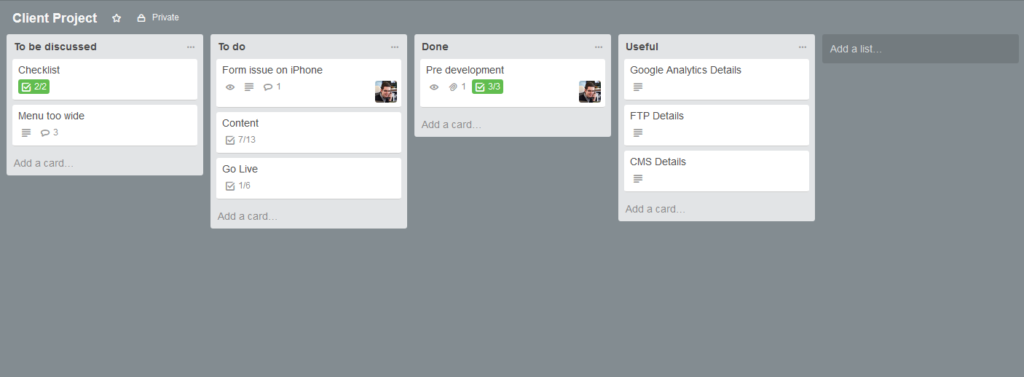 Client Project
Private
To be discussed
Checklist
2/2
Menu too wide
3
Add a card...
To do
Form issue on iPhone
1
Content
7/13
Go Live
1/6
Add a card...
Done
Pre development
1
3/3
Add a card...
Useful
Google Analytics Details
FTP Details
CMS Details
Add a card...
Add a list...